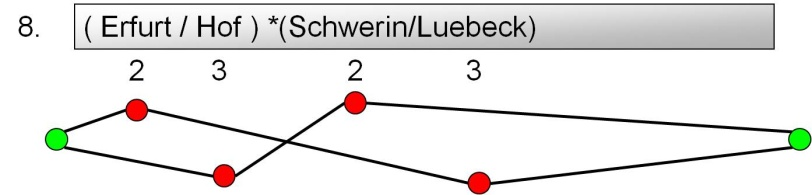 8. ( Erfurt / Hof ) *(Schwerin/Luebeck)
2 3 2 3